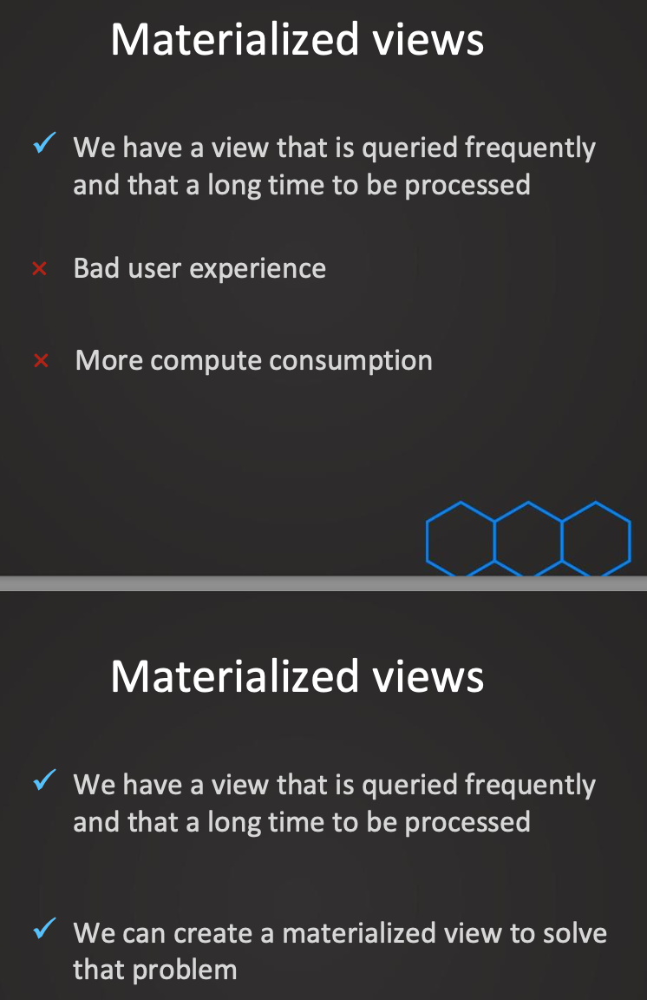 Materialized views
We have a view that is queried frequently
and that a long time to be processed
Bad user experience
More compute consumption
Materialized views
We have a view that is queried frequently
and that a long time to be processed
We can create a materialized view to solve
that problem